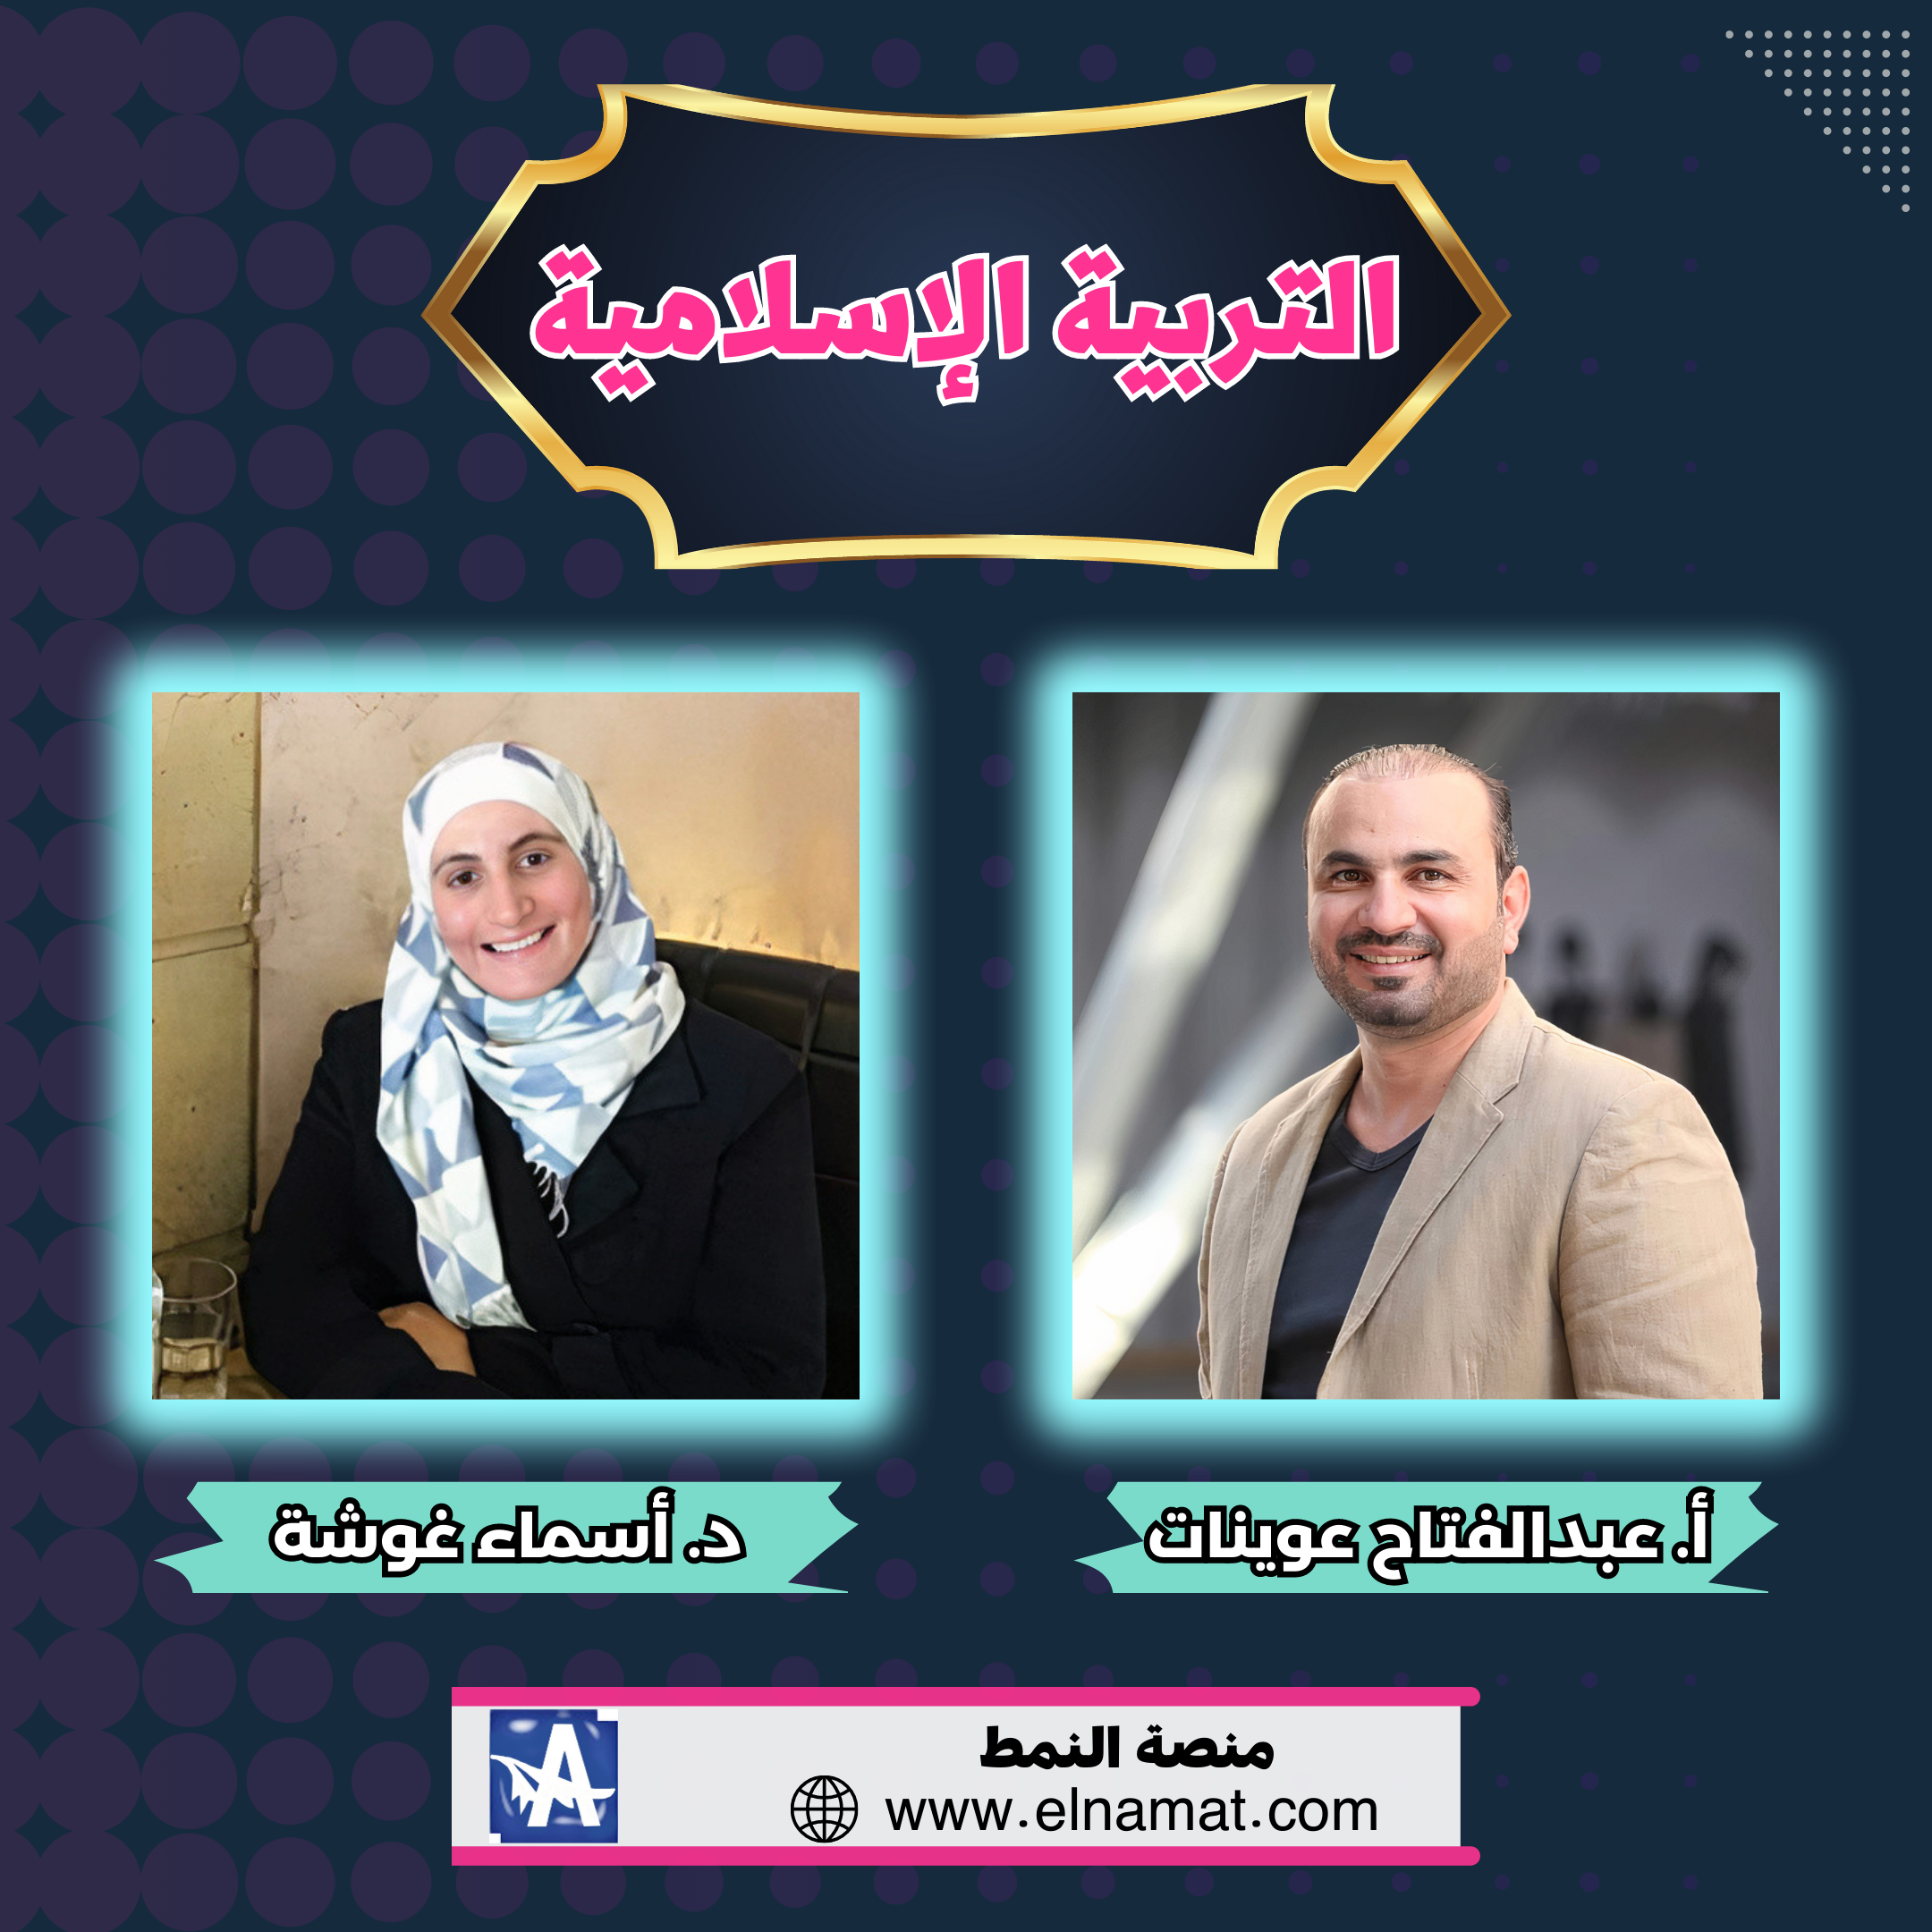 التربية الإسلامية
أ. عبدالفتاح عوينات
د. أسماء غوشة
منصة النمط
www.elnamat.com
A